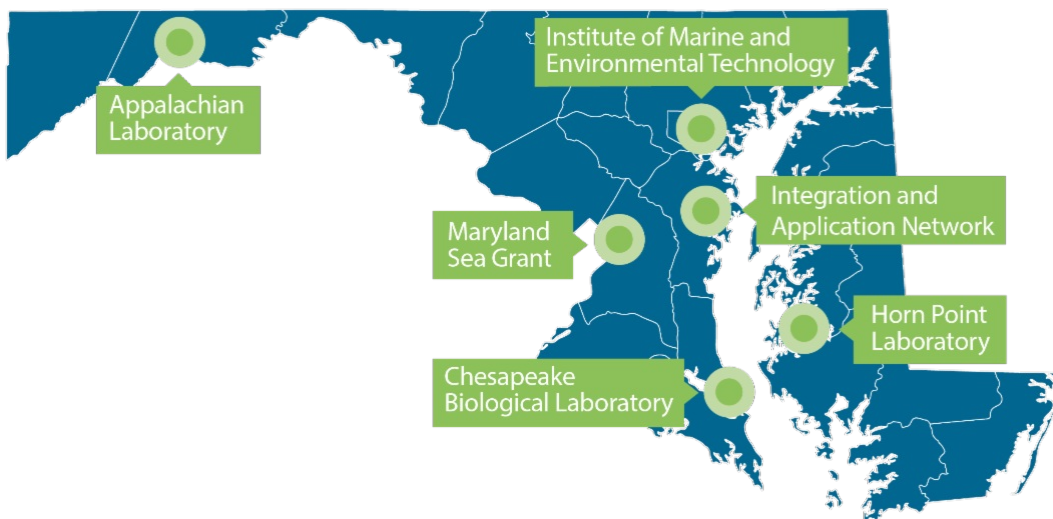 Institute of Marine and
Environmental Technology
Appalachian
Laboratory
Integration and
Application Network
Maryland
Sea Grant
Horn Point
Laboratory
Chesapeake
Biological Laboratory